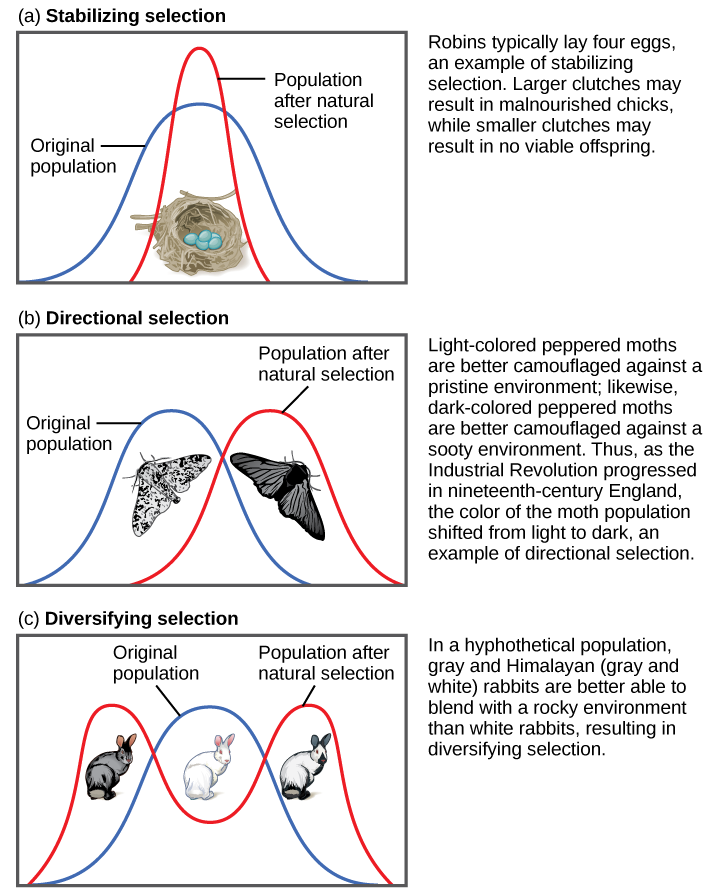 (a) Stabilizing selection
Population
after natural
selection
Original
population
Robins typically lay four eggs,
an example of stabilizing
selection. Larger clutches may
result in malnourished chicks,
while smaller clutches may
result in no viable offspring.
(b) Directional selection
Population after
natural selection
Original
population
Light-colored peppered moths
are better camouflaged against a
pristine environment; likewise,
dark-colored peppered moths
are better camouflaged against a
sooty environment. Thus, as the
Industrial Revolution progressed
in nineteenth-century England,
the color of the moth population
shifted from light to dark, an
example of directional selection.
(c) Diversifying selection
Original
population
Population after
natural selection
In a hyphothetical population,
gray and Himalayan (gray and
white) rabbits are better able to
blend with a rocky environment
than white rabbits, resulting in
diversifying selection.